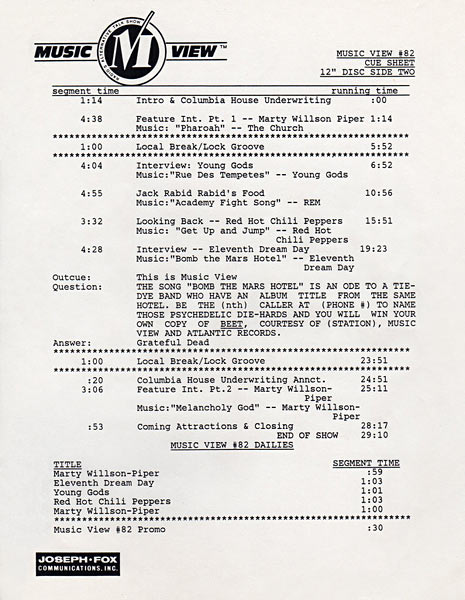 RADIO'S ALTERNATIVE TALK SHOW
MUSIC M VIEW™
MUSIC VIEW #82
CUE SHEET
12" DISC SIDE TWO
segment time running time
1:14 Intro & Columbia House Underwriting :00
4:38 Feature Int. Pt. 1 -- Marty Willson Piper 1:14
Music: "Pharoah" -- The Church
************************************************
1:00 Local Break/Lock Groove 5:52
************************************************
4:04 Interview: Young Gods 6:52
Music:"Rue Des Tempetes" -- Young Gods
4:55 Jack Rabid Rabid's Food 10:56
Music:"Academy Fight Song" -- REM
3:32 Looking Back -- Red Hot Chili Peppers 15:51
Music: "Get Up and Jump" -- Red Hot
Chili Peppers
4:28 Interview -- Eleventh Dream Day 19:23
Music:"Bomb the Mars Hotel" -- Eleventh
Dream Day
Outcue: This is Music View
Question: THE SONG "BOMB THE MARS HOTEL" IS AN ODE TO A TIE-
DYE BAND WHO HAVE AN ALBUM TITLE FROM THE SAME
HOTEL. BE THE (nth) CALLER AT (PHONE #) TO NAME
THOSE PSYCHEDELIC DIE-HARDS AND YOU WILL WIN YOUR
OWN COPY OF BEET, COURTESY OF (STATION), MUSIC
VIEW AND ATLANTIC RECORDS.
Answer: Grateful Dead
************************************************
1:00 Local Break/Lock Groove 23:51
************************************************
:20 Columbia House Underwriting Annct. 24:51
3:06 Feature Int. Pt.2 -- Marty Willson- 25:11
Piper
Music:"Melancholy God" -- Marty Willson-
Piper
:53 Coming Attractions & Closing 28:17
END OF SHOW 29:10
MUSIC VIEW #82 DAILIES
TITLE SEGMENT TIME
Marty Willson-Piper :59
Eleventh Dream Day 1:03
Young Gods 1:01
Red Hot Chili Peppers 1:03
Marty Willson-Piper 1:00
************************************************
Music View #82 Promo :30
JOSEPH·FOX
COMMUNICATIONS, INC.